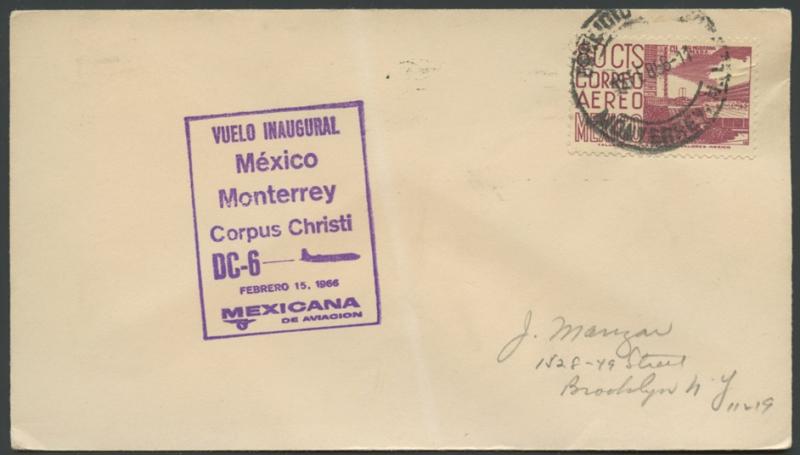 80 CTS
CORREO
AEREO
MEXICO
MONTERREY
VUELO INAUGURAL
México
Monterrey
Corpus Christi
DC-6
FEBRERO 15, 1966
MEXICANA
DE AVIACION
J. Manzar
1528-49 Street
Brooklyn N Y
11219